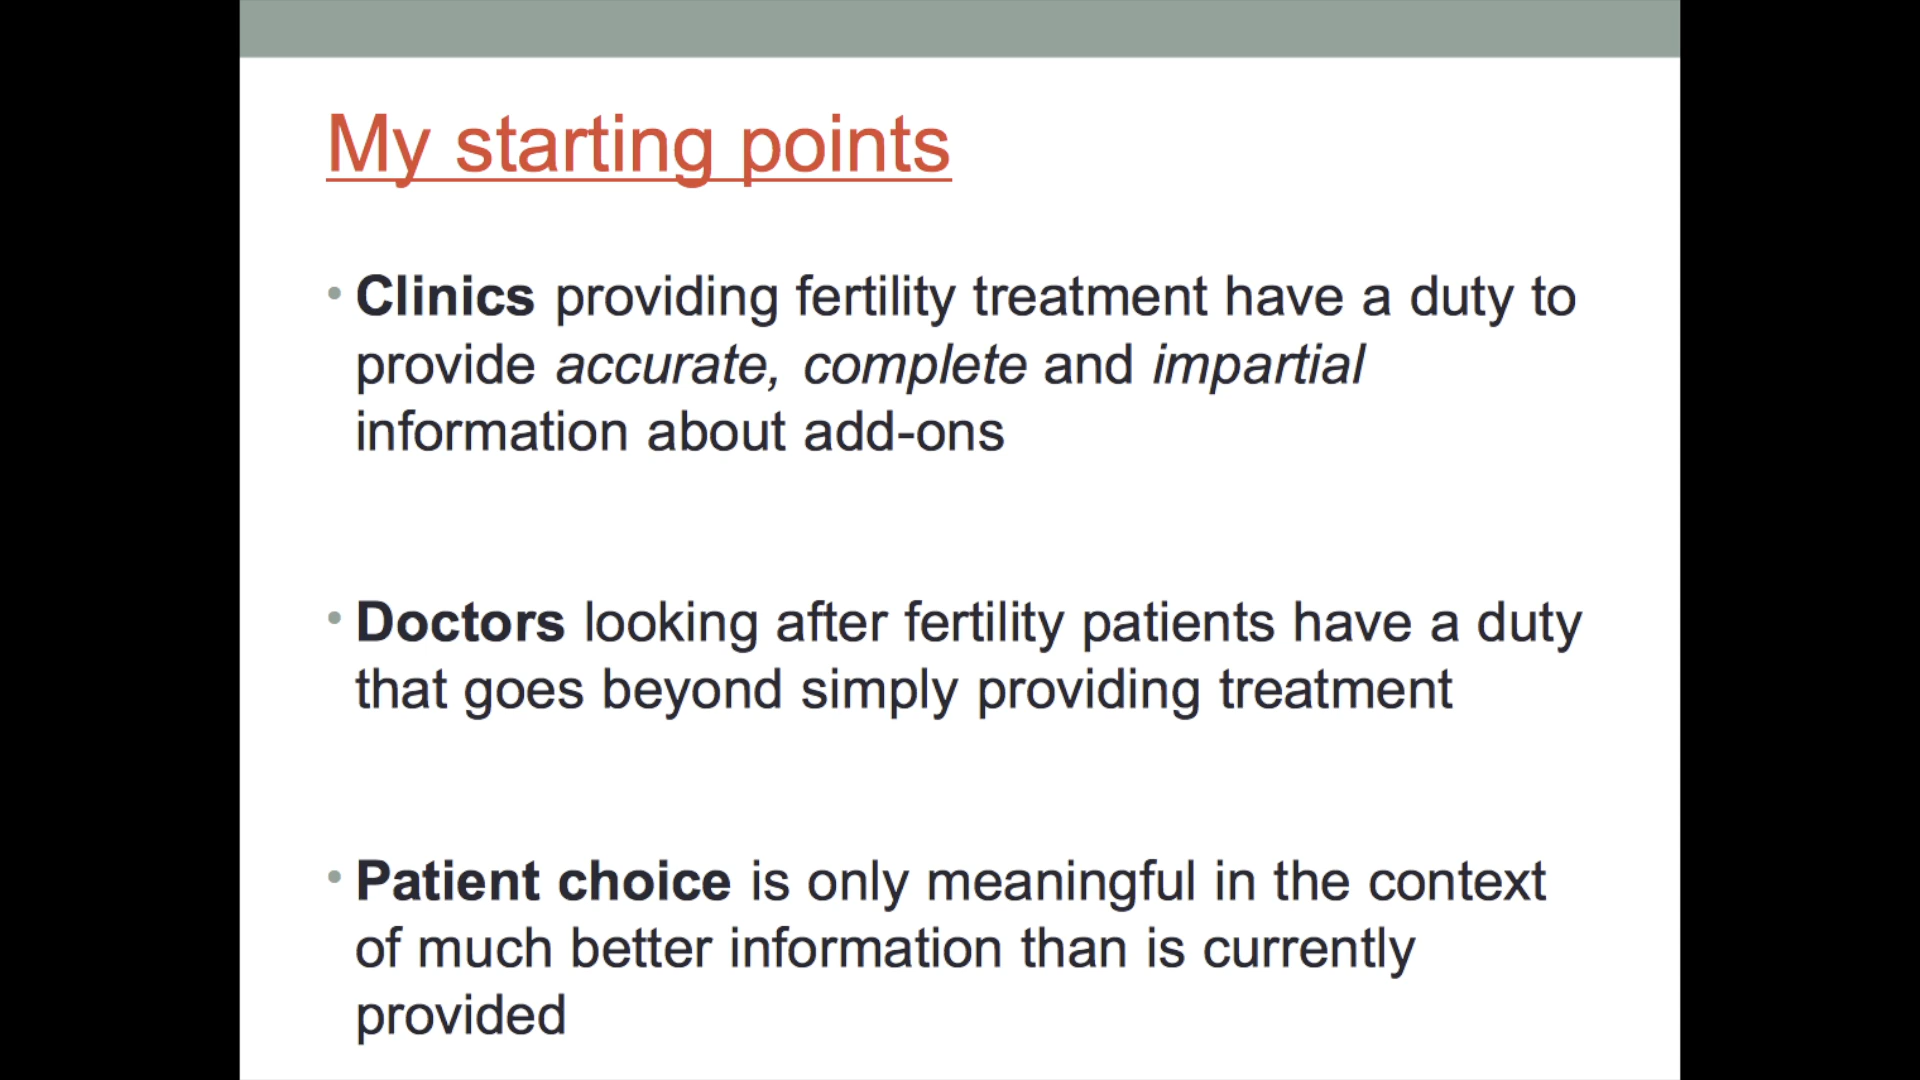 My starting points
• Clinics providing fertility treatment have a duty to
provide accurate, complete and impartial
information about add-ons
• Doctors looking after fertility patients have a duty
that goes beyond simply providing treatment
• Patient choice is only meaningful in the context
of much better information than is currently
provided